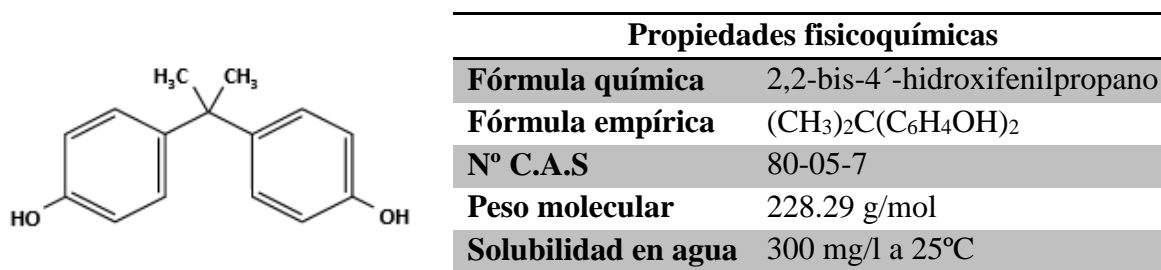 H₃C CH₃
HO
OH
Propiedades fisicoquímicas
Fórmula química 2,2-bis-4´-hidroxifenilpropano
Fórmula empírica (CH₃)₂C(C₆H₄OH)₂
Nº C.A.S 80-05-7
Peso molecular 228.29 g/mol
Solubilidad en agua 300 mg/l a 25ºC